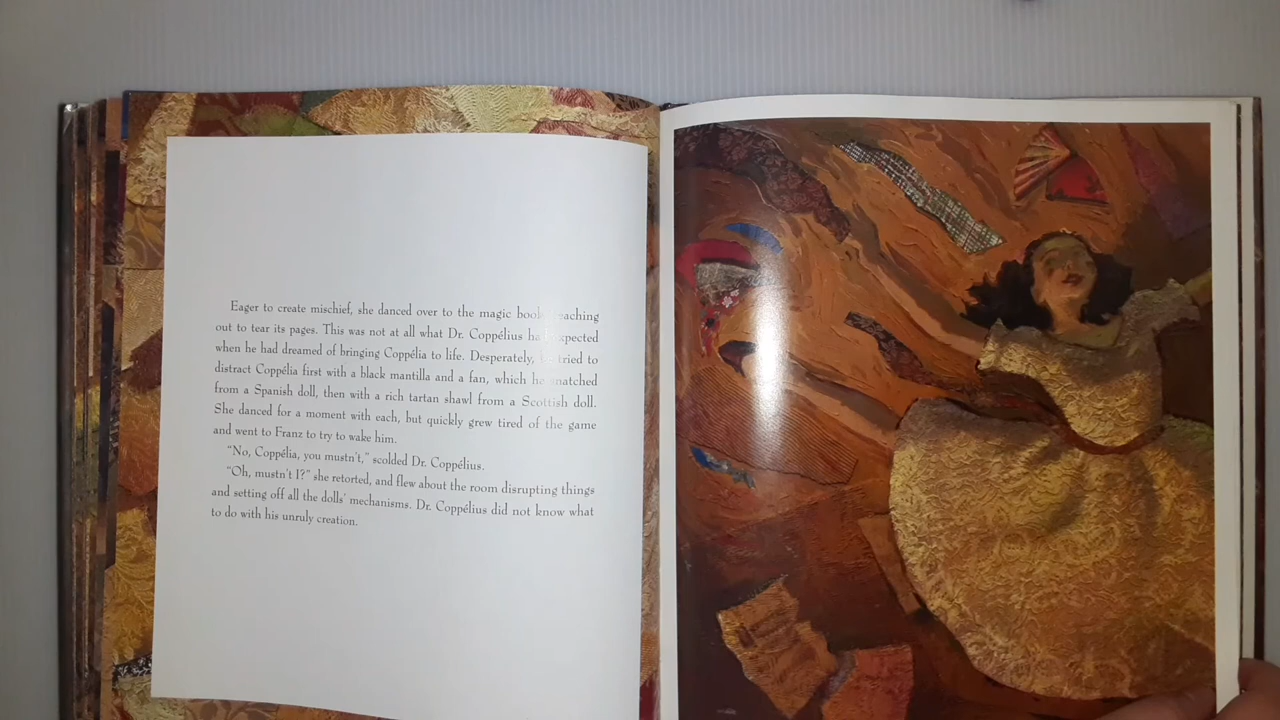 Eager to create mischief, she danced over to the magic book, reaching
out to tear its pages. This was not at all what Dr. Coppélius had expected
when he had dreamed of bringing Coppélia to life. Desperately, he tried to
distract Coppélia first with a black mantilla and a fan, which he snatched
from a Spanish doll, then with a rich tartan shawl from a Scottish doll.
She danced for a moment with each, but quickly grew tired of the game
and went to Franz to try to wake him.
"No, Coppélia, you mustn't," scolded Dr. Coppélius.
"Oh, mustn't I?" she retorted, and flew about the room disrupting things
and setting off all the dolls' mechanisms. Dr. Coppélius did not know what
to do with his unruly creation.